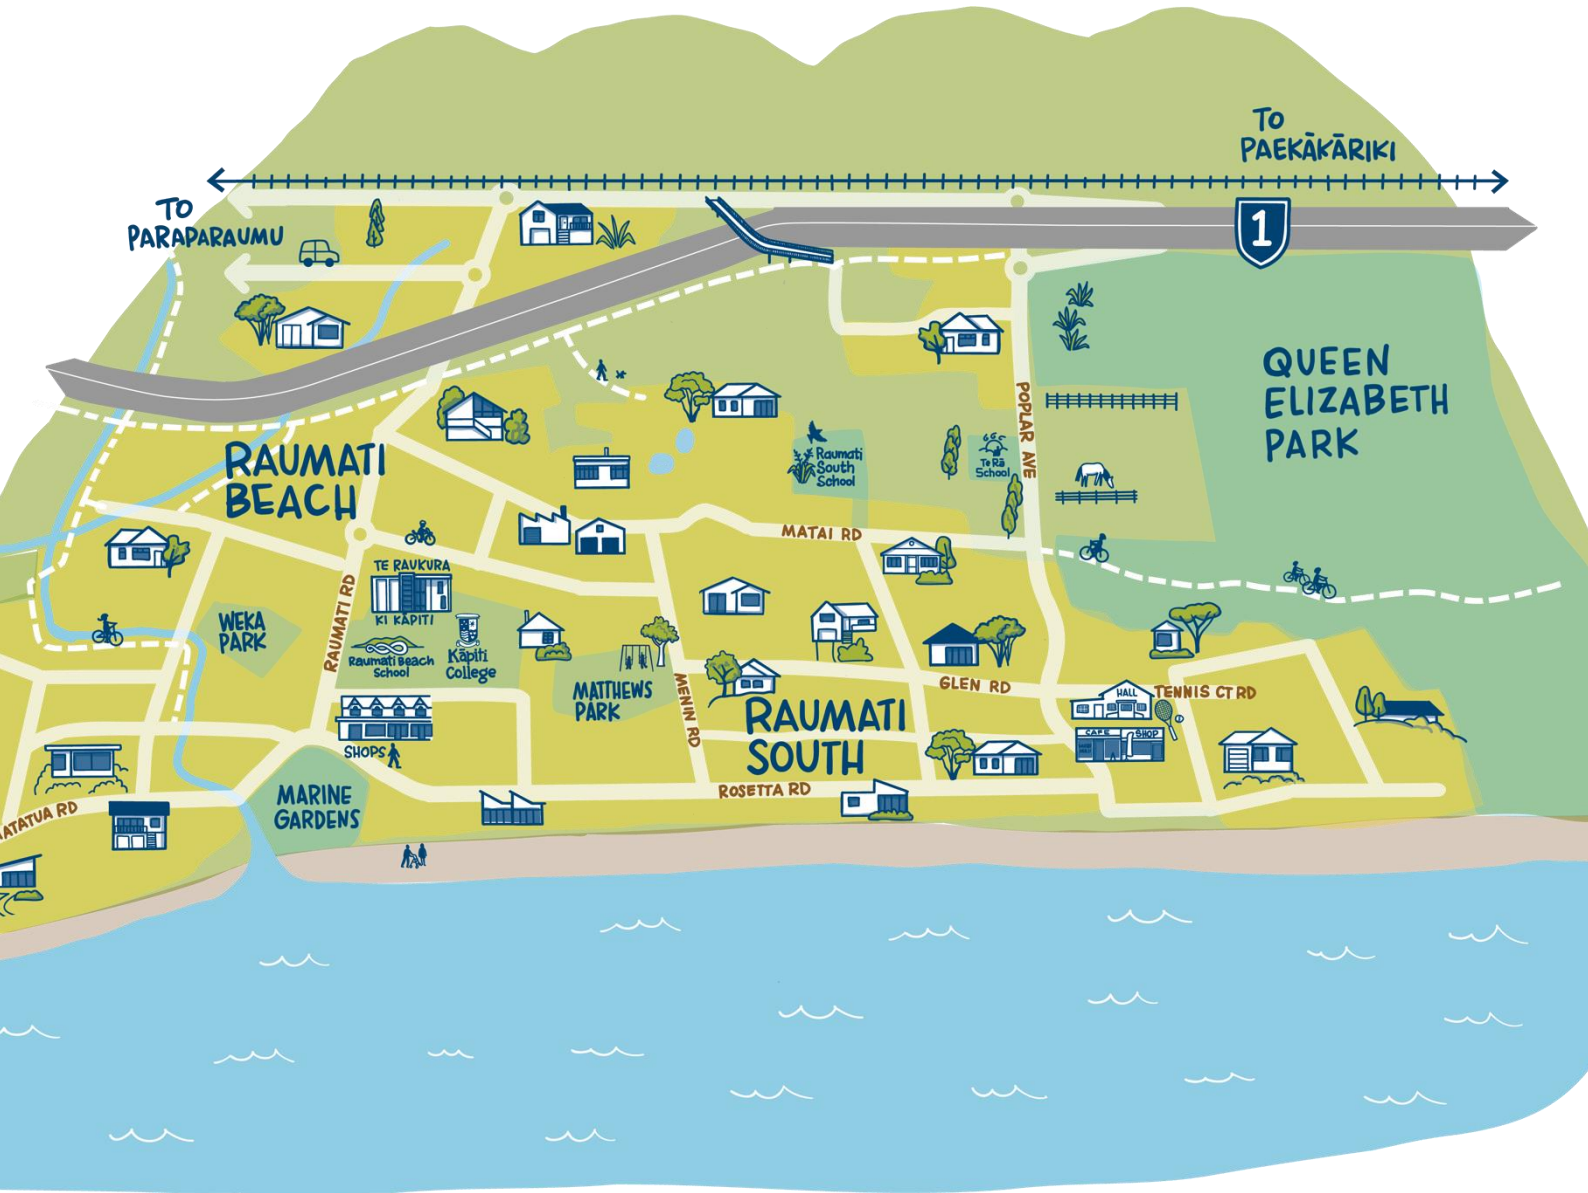 TO
PAEKĀKĀRIKI
TO
PARAPARAUMU
1
QUEEN
ELIZABETH
PARK
POPLAR AVE
RAUMATI
BEACH
Raumati
South
School
Te Rā
School
MATAI RD
TE RAUKURA
KI KĀPITI
RAUMATI RD
WEKA
PARK
Raumati Beach
School
Kāpiti
College
MATTHEWS
PARK
MENIN RD
GLEN RD
HALL
TENNIS CT RD
RAUMATI
SOUTH
CAFE
SHOP
SHOPS
ROSETTA RD
MARINE
GARDENS
ATATUA RD